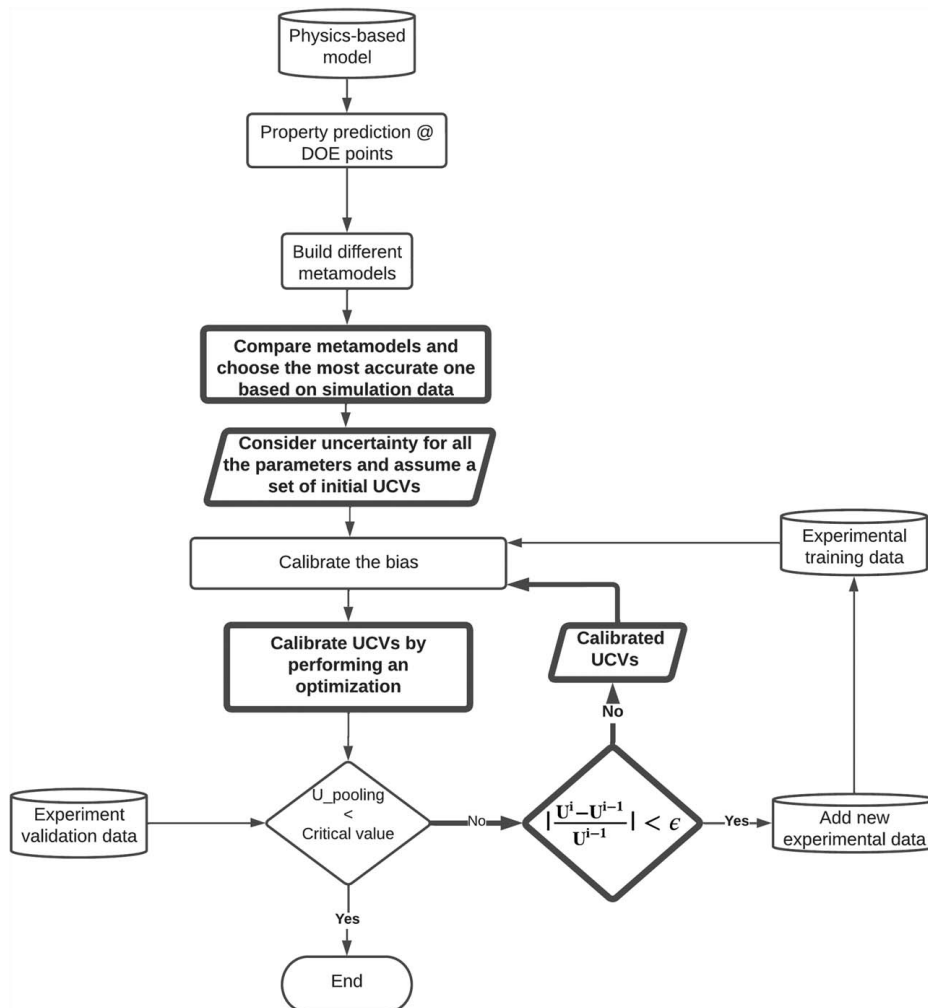 Physics-based
model
Property prediction @
DOE points
Build different
metamodels
Compare metamodels and
choose the most accurate one
based on simulation data
Consider uncertainty for all
the parameters and assume a
set of initial UCVs
Calibrate the bias
Experimental
training data
Calibrate UCVs by
performing an
optimization
Calibrated
UCVs
No
Experiment
validation data
U_pooling
<
Critical value
No
|U^i−U^{i−1}/U^{i−1}| < ϵ
Yes
Add new
experimental data
Yes
End